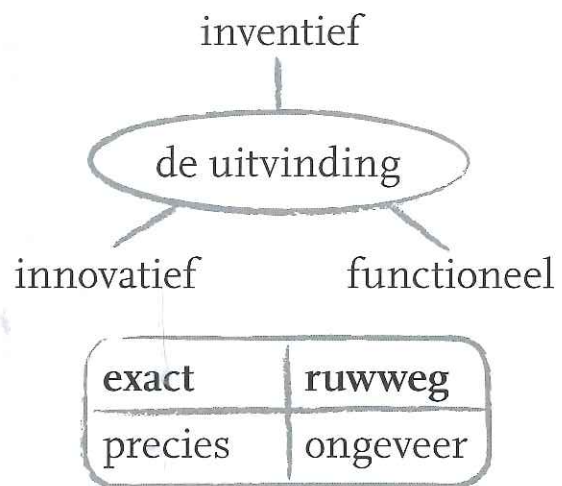 inventief
de uitvinding
innovatief functioneel
exact ruwweg
precies ongeveer